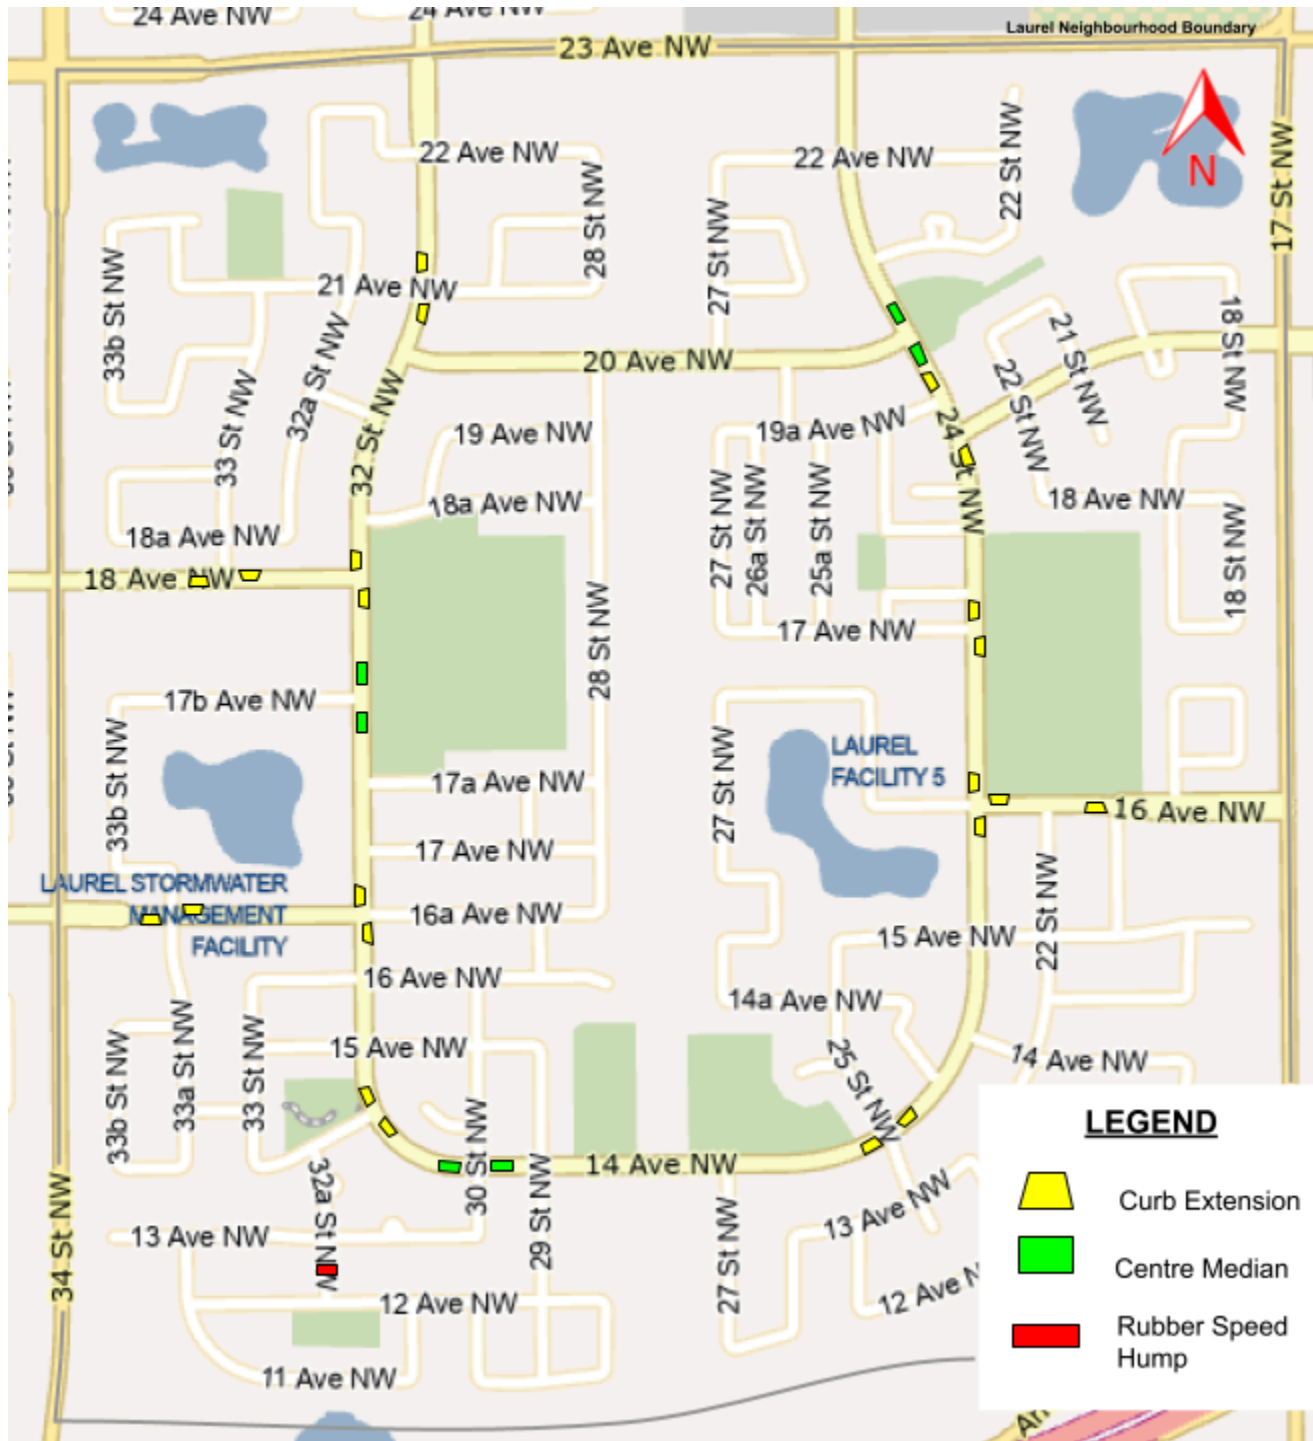 24 Ave NW
24 Ave NW
Laurel Neighbourhood Boundary
23 Ave NW
22 Ave NW
22 Ave NW
22 St NW
N
17 St NW
28 St NW
27 St NW
33b St NW
21 Ave NW
32a St NW
20 Ave NW
21 St NW
18 St NW
22 St NW
33 St NW
32 St NW
19 Ave NW
19a Ave NW
24 St NW
18a Ave NW
18 Ave NW
27 St NW
26a St NW
25a St NW
18a Ave NW
18 Ave NW
18 St NW
28 St NW
17 Ave NW
17b Ave NW
33b St NW
17a Ave NW
27 St NW
LAUREL
FACILITY 5
16 Ave NW
17 Ave NW
LAUREL STORMWATER
MANAGEMENT
FACILITY
16a Ave NW
22 St NW
15 Ave NW
16 Ave NW
14a Ave NW
33b St NW
33a St NW
33 St NW
15 Ave NW
25 St NW
14 Ave NW
30 St NW
14 Ave NW
32a St NW
29 St NW
27 St NW
13 Ave NW
13 Ave NW
34 St NW
12 Ave NW
12 Ave N
11 Ave NW
LEGEND
Curb Extension
Centre Median
Rubber Speed
Hump